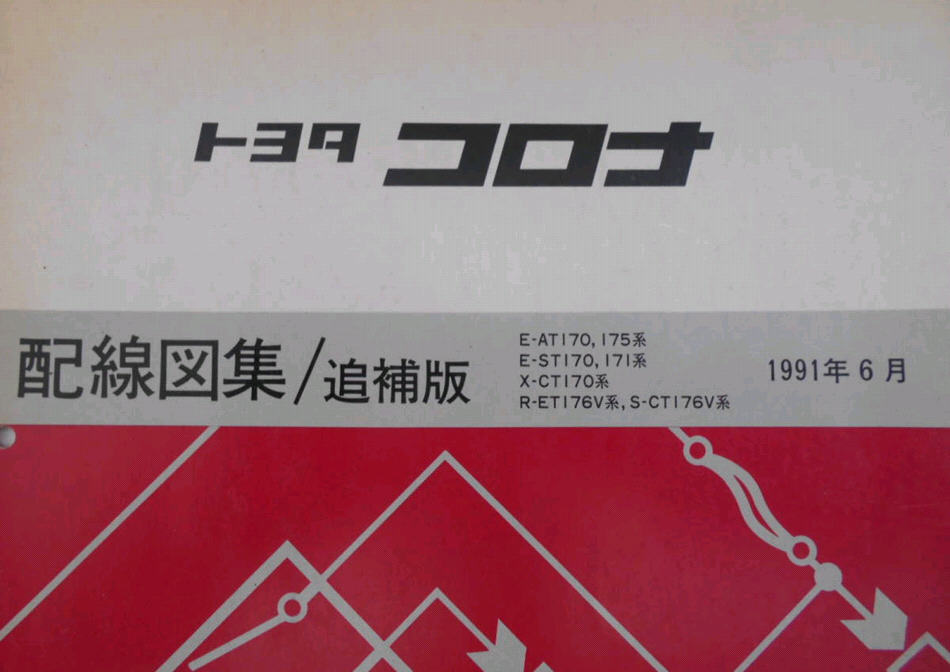 トヨタ コロナ
配線図集/追補版
E-AT170, 175系
E-ST170, 171系
X-CT170系
R-ET176V系, S-CT176V系
1991年 6 月